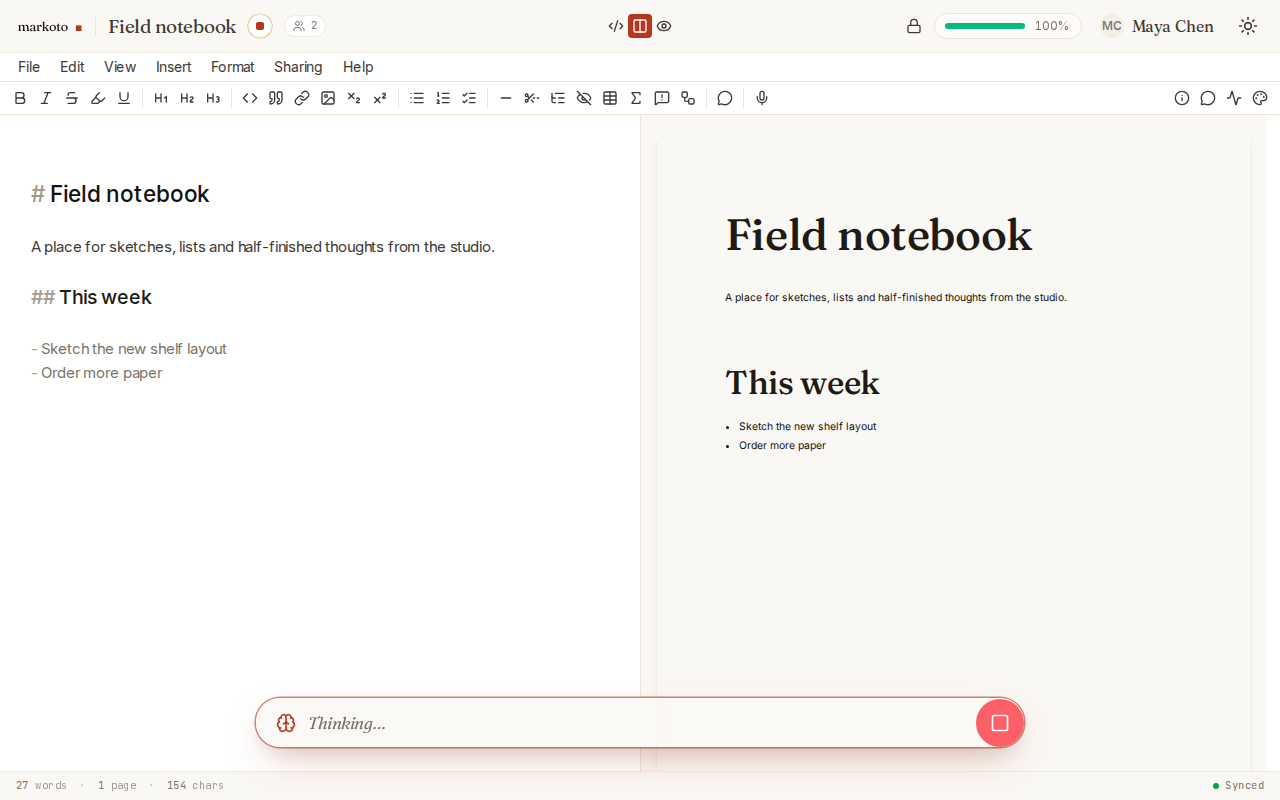 markoto
Field notebook
2
100%
MC
Maya Chen
File Edit View Insert Format Sharing Help
B I S U H1 H2 H3 x2 x²
# Field notebook
A place for sketches, lists and half-finished thoughts from the studio.
## This week
- Sketch the new shelf layout
- Order more paper
Field notebook
A place for sketches, lists and half-finished thoughts from the studio.
This week
• Sketch the new shelf layout
• Order more paper
Thinking...
27 words · 1 page · 154 chars
Synced